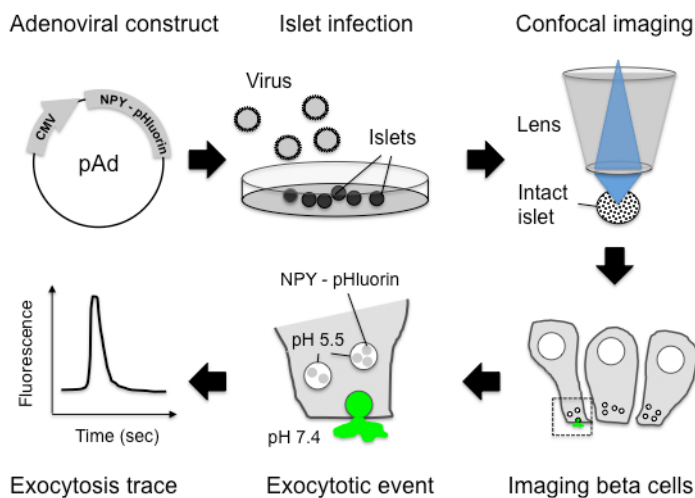 Adenoviral construct
Islet infection
Confocal imaging
CMV
NPY - pHluorin
pAd
Virus
Islets
Lens
Intact
islet
Fluorescence
Time (sec)
NPY - pHluorin
pH 5.5
pH 7.4
Exocytosis trace
Exocytotic event
Imaging beta cells